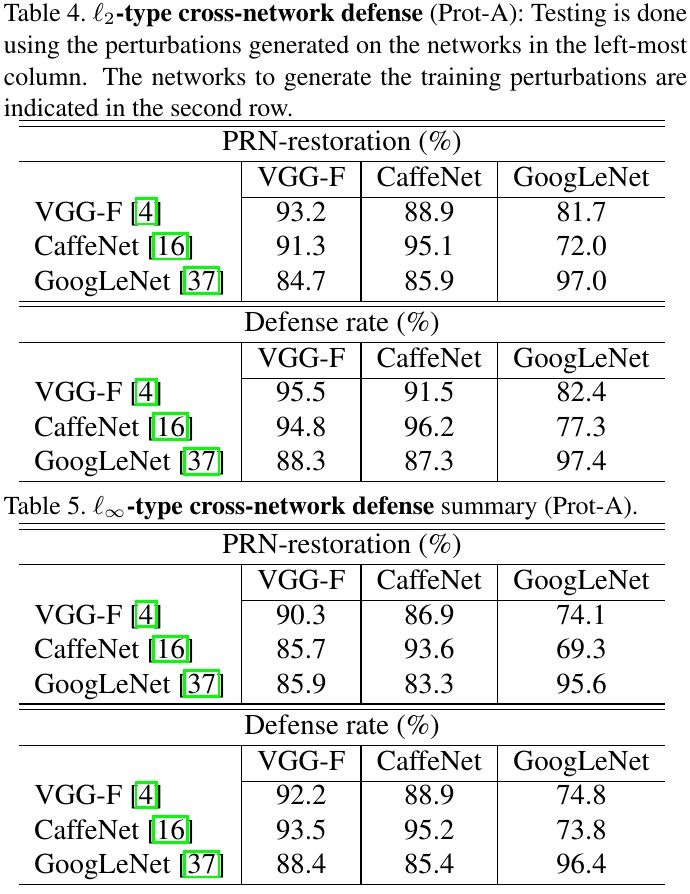 Table 4. ℓ2-type cross-network defense (Prot-A): Testing is done
using the perturbations generated on the networks in the left-most
column. The networks to generate the training perturbations are
indicated in the second row.
PRN-restoration (%)
VGG-F CaffeNet GoogLeNet
VGG-F [4] 93.2 88.9 81.7
CaffeNet [16] 91.3 95.1 72.0
GoogLeNet [37] 84.7 85.9 97.0
Defense rate (%)
VGG-F CaffeNet GoogLeNet
VGG-F [4] 95.5 91.5 82.4
CaffeNet [16] 94.8 96.2 77.3
GoogLeNet [37] 88.3 87.3 97.4
Table 5. ℓ∞-type cross-network defense summary (Prot-A).
PRN-restoration (%)
VGG-F CaffeNet GoogLeNet
VGG-F [4] 90.3 86.9 74.1
CaffeNet [16] 85.7 93.6 69.3
GoogLeNet [37] 85.9 83.3 95.6
Defense rate (%)
VGG-F CaffeNet GoogLeNet
VGG-F [4] 92.2 88.9 74.8
CaffeNet [16] 93.5 95.2 73.8
GoogLeNet [37] 88.4 85.4 96.4